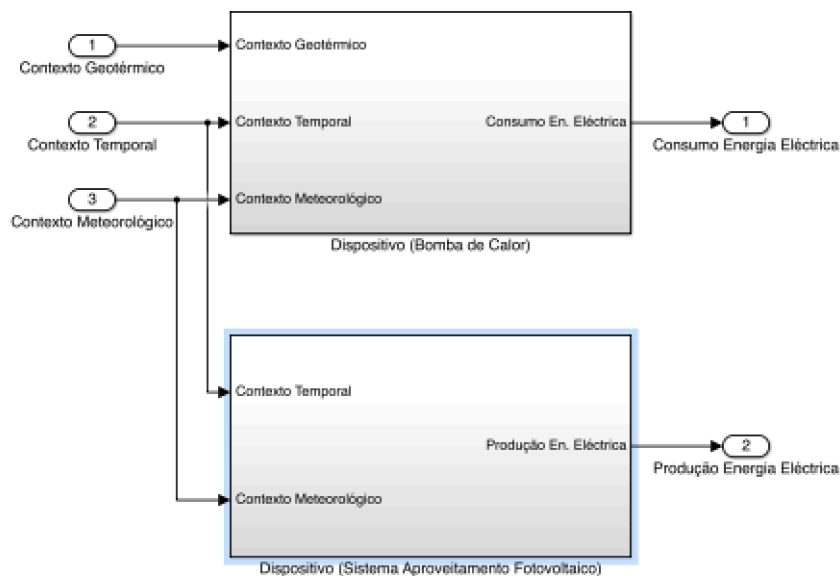 1
Contexto Geotérmico
2
Contexto Temporal
3
Contexto Meteorológico
Contexto Geotérmico
Contexto Temporal
Contexto Meteorológico
Consumo En. Eléctrica
Dispositivo (Bomba de Calor)
1
Consumo Energia Eléctrica
Contexto Temporal
Contexto Meteorológico
Produção En. Eléctrica
Dispositivo (Sistema Aproveitamento Fotovoltaico)
2
Produção Energia Eléctrica